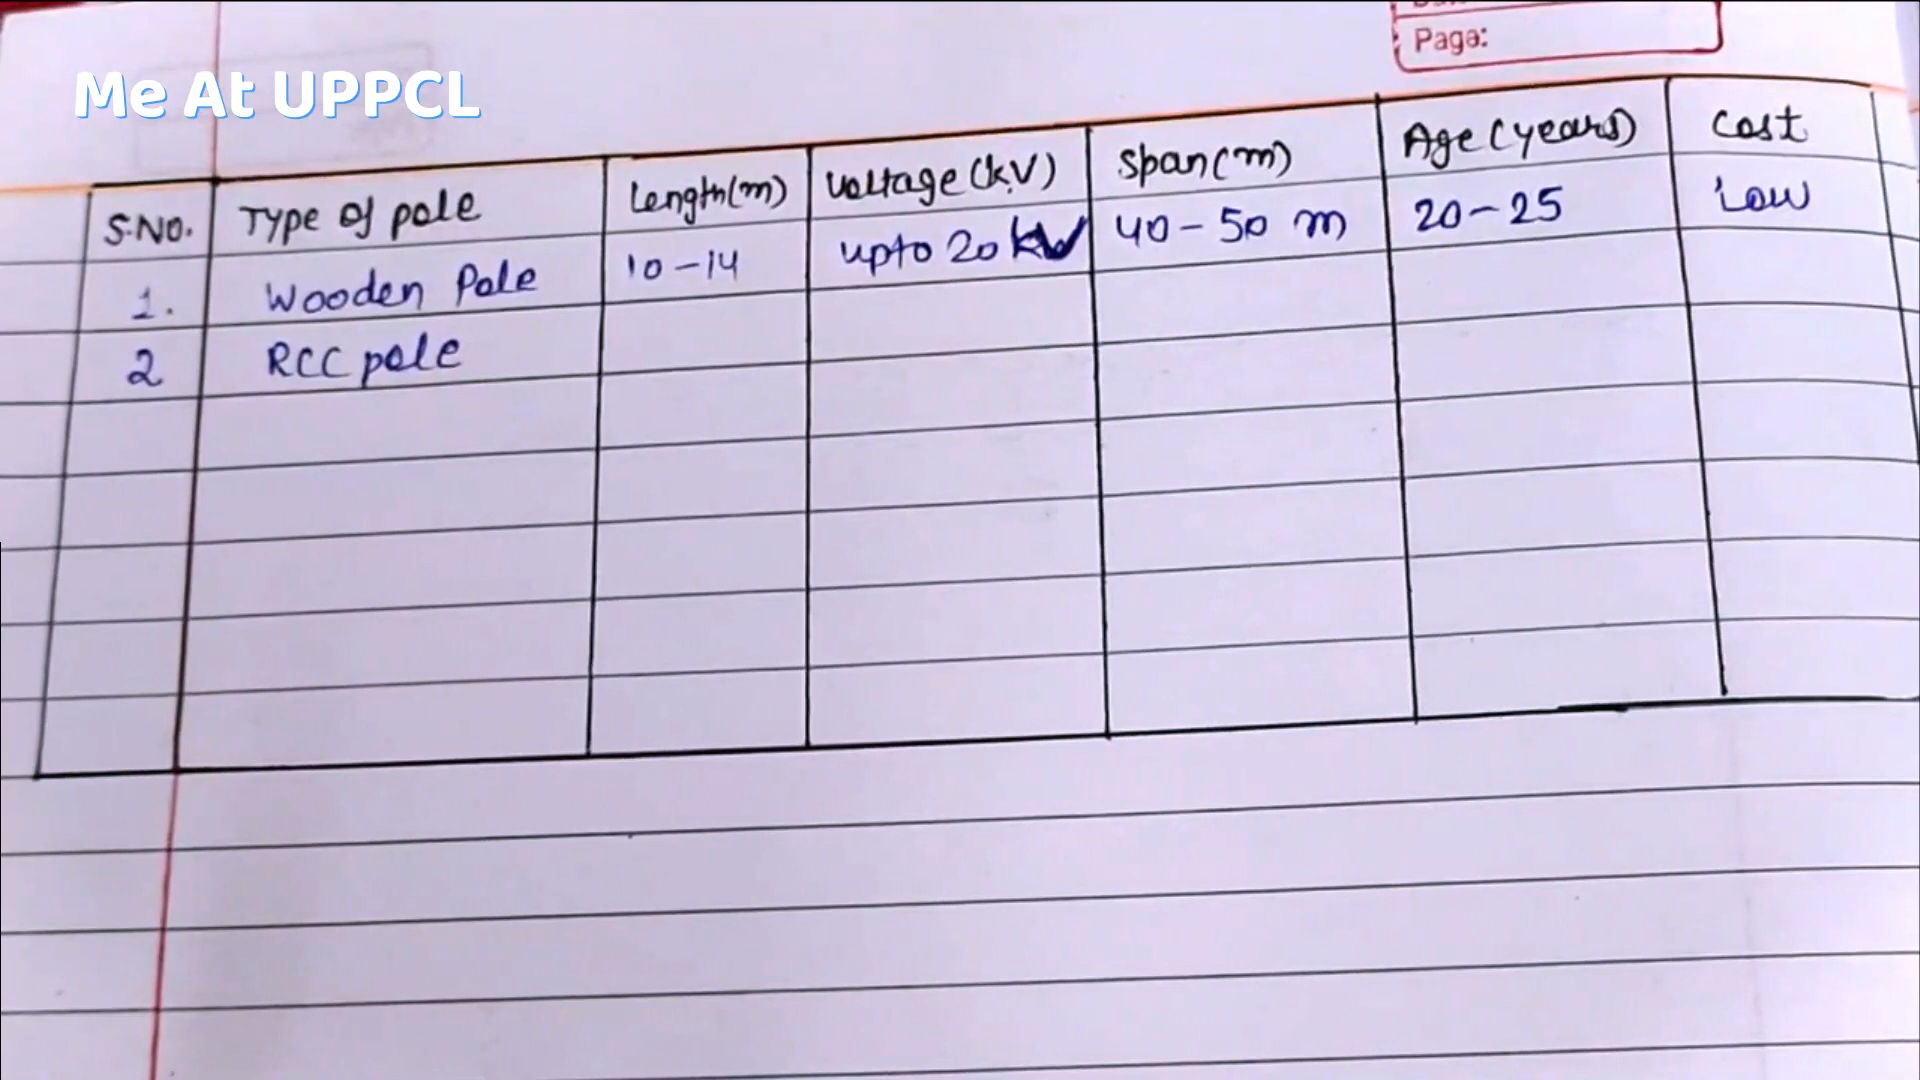 Page:
Me At UPPCL
S.No. Type of pole Length(m) Voltage(kV) Span(m) Age(years) Cost
1. Wooden Pole 10-14 upto 20 kV 40-50 m 20-25 Low
2 RCC pole